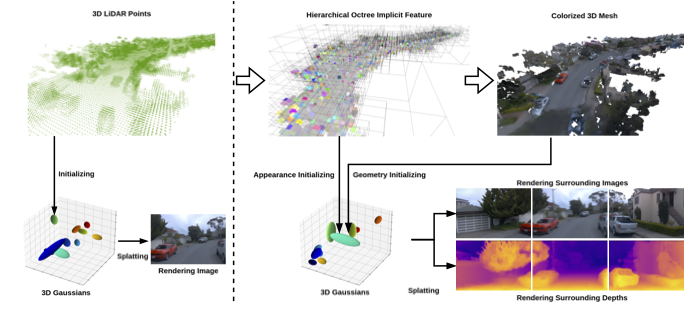 3D LiDAR Points
Hierarchical Octree Implicit Feature
Colorized 3D Mesh
Initializing
Appearance Initializing
Geometry Initializing
Rendering Surrounding Images
Splatting
Rendering Image
3D Gaussians
3D Gaussians
Splatting
Rendering Surrounding Depths